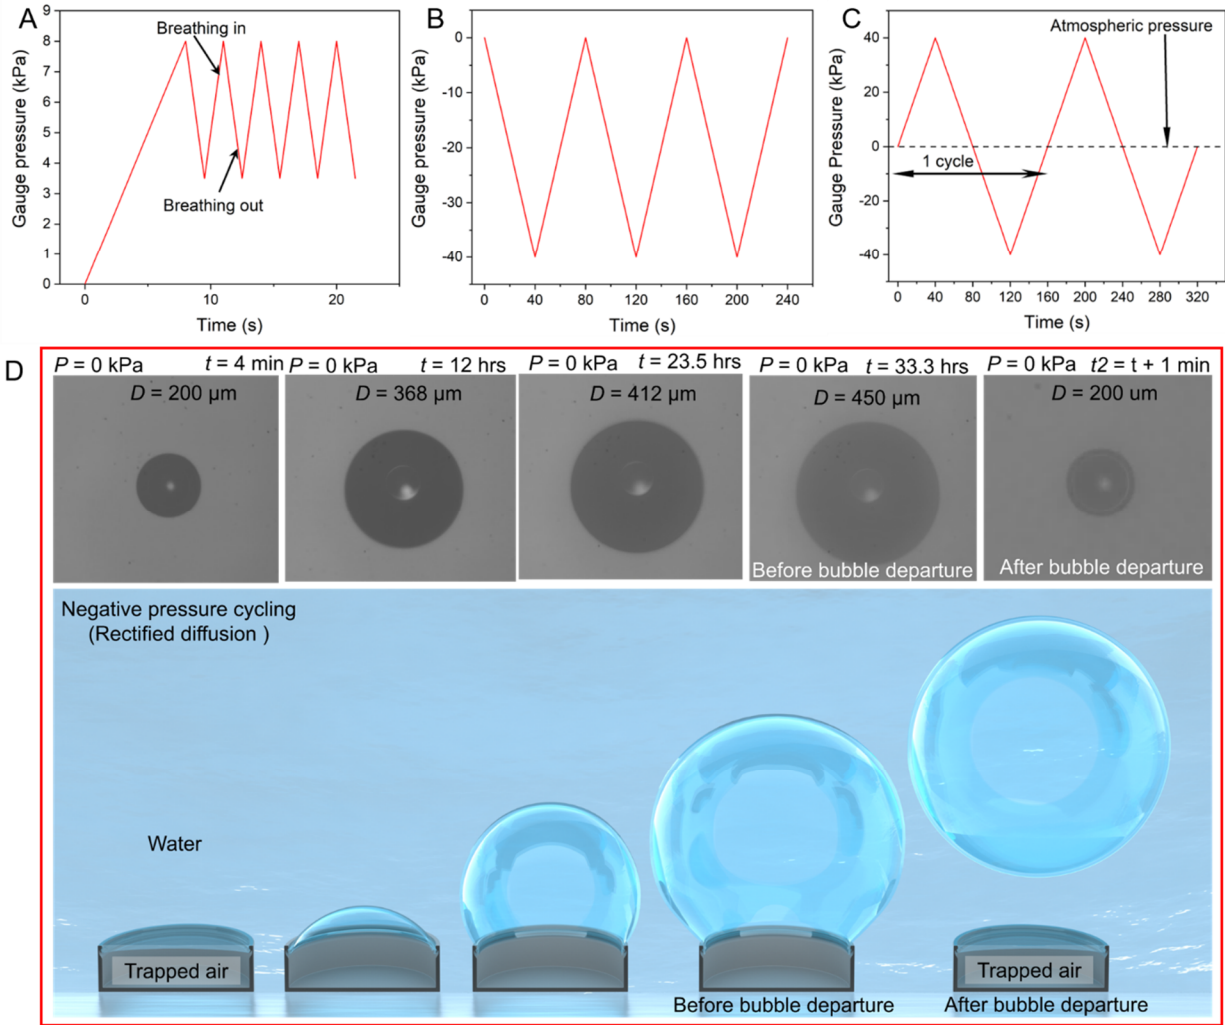 A
9
8
7
6
5
4
3
2
1
0
Gauge pressure (kPa)
Breathing in
Breathing out
0
10
20
Time (s)
B
0
-10
-20
-30
-40
Gauge pressure (kPa)
0
40
80
120
160
200
240
Time (s)
C
40
20
0
-20
-40
Gauge Pressure (kPa)
Atmospheric pressure
1 cycle
0
40
80
120
160
200
240
280
320
Time (s)
D
P = 0 kPa
t = 4 min
D = 200 μm
P = 0 kPa
t = 12 hrs
D = 368 μm
P = 0 kPa
t = 23.5 hrs
D = 412 μm
P = 0 kPa
t = 33.3 hrs
D = 450 μm
Before bubble departure
P = 0 kPa
t2 = t + 1 min
D = 200 um
After bubble departure
Negative pressure cycling
(Rectified diffusion )
Water
Trapped air
Trapped air
Before bubble departure
After bubble departure